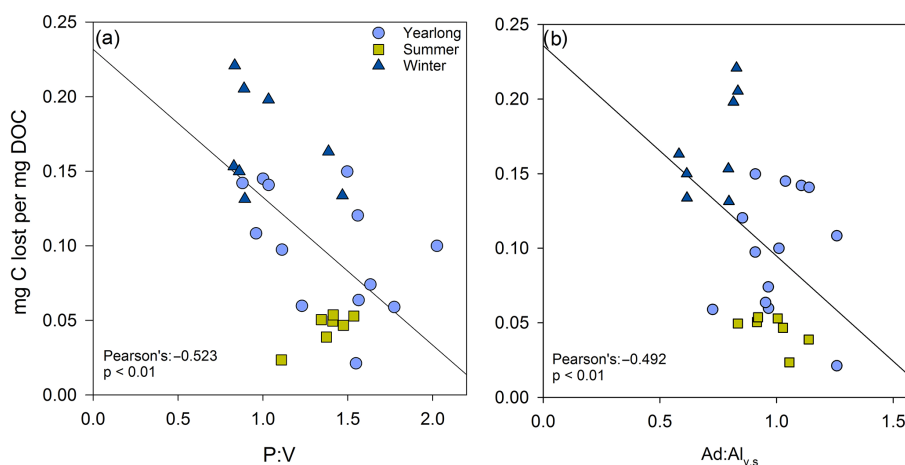 (a)
Yearlong
Summer
Winter
(b)
0.25
0.20
0.15
0.10
0.05
0.00
mg C lost per mg DOC
Pearson's:−0.523
p < 0.01
0.0 0.5 1.0 1.5 2.0
P:V
0.25
0.20
0.15
0.10
0.05
0.00
Pearson's:−0.492
p < 0.01
0.0 0.5 1.0 1.5
Ad:Al v,s